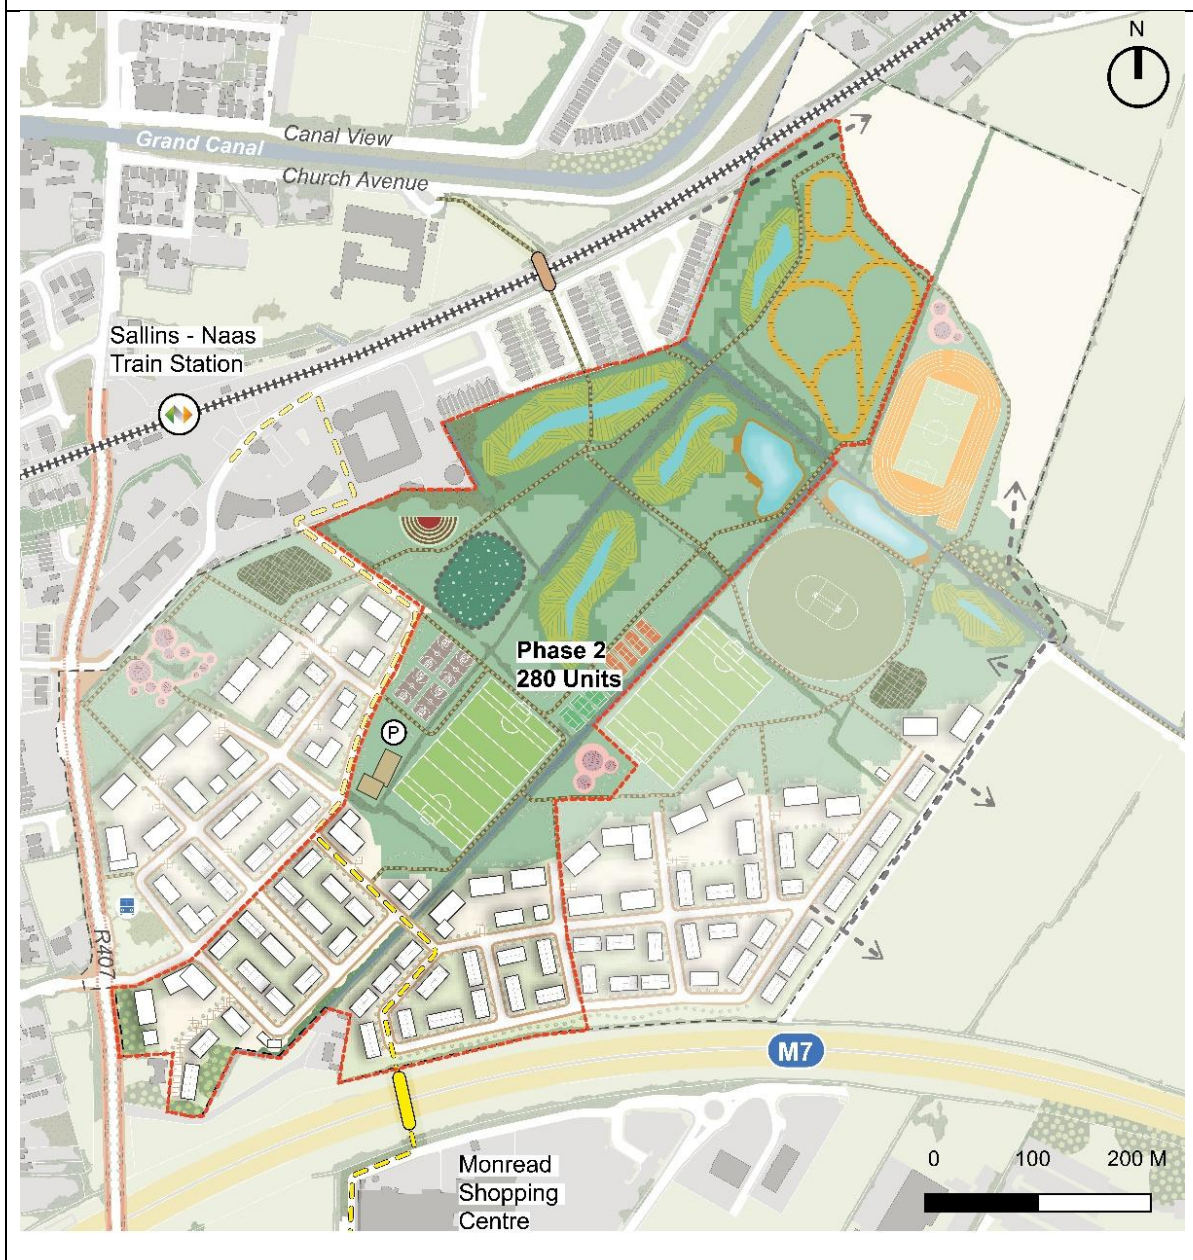 N
Canal View
Grand Canal
Church Avenue
Sallins - Naas
Train Station
Phase 2
280 Units
P
R407
M7
Monread
Shopping
Centre
0 100 200 M